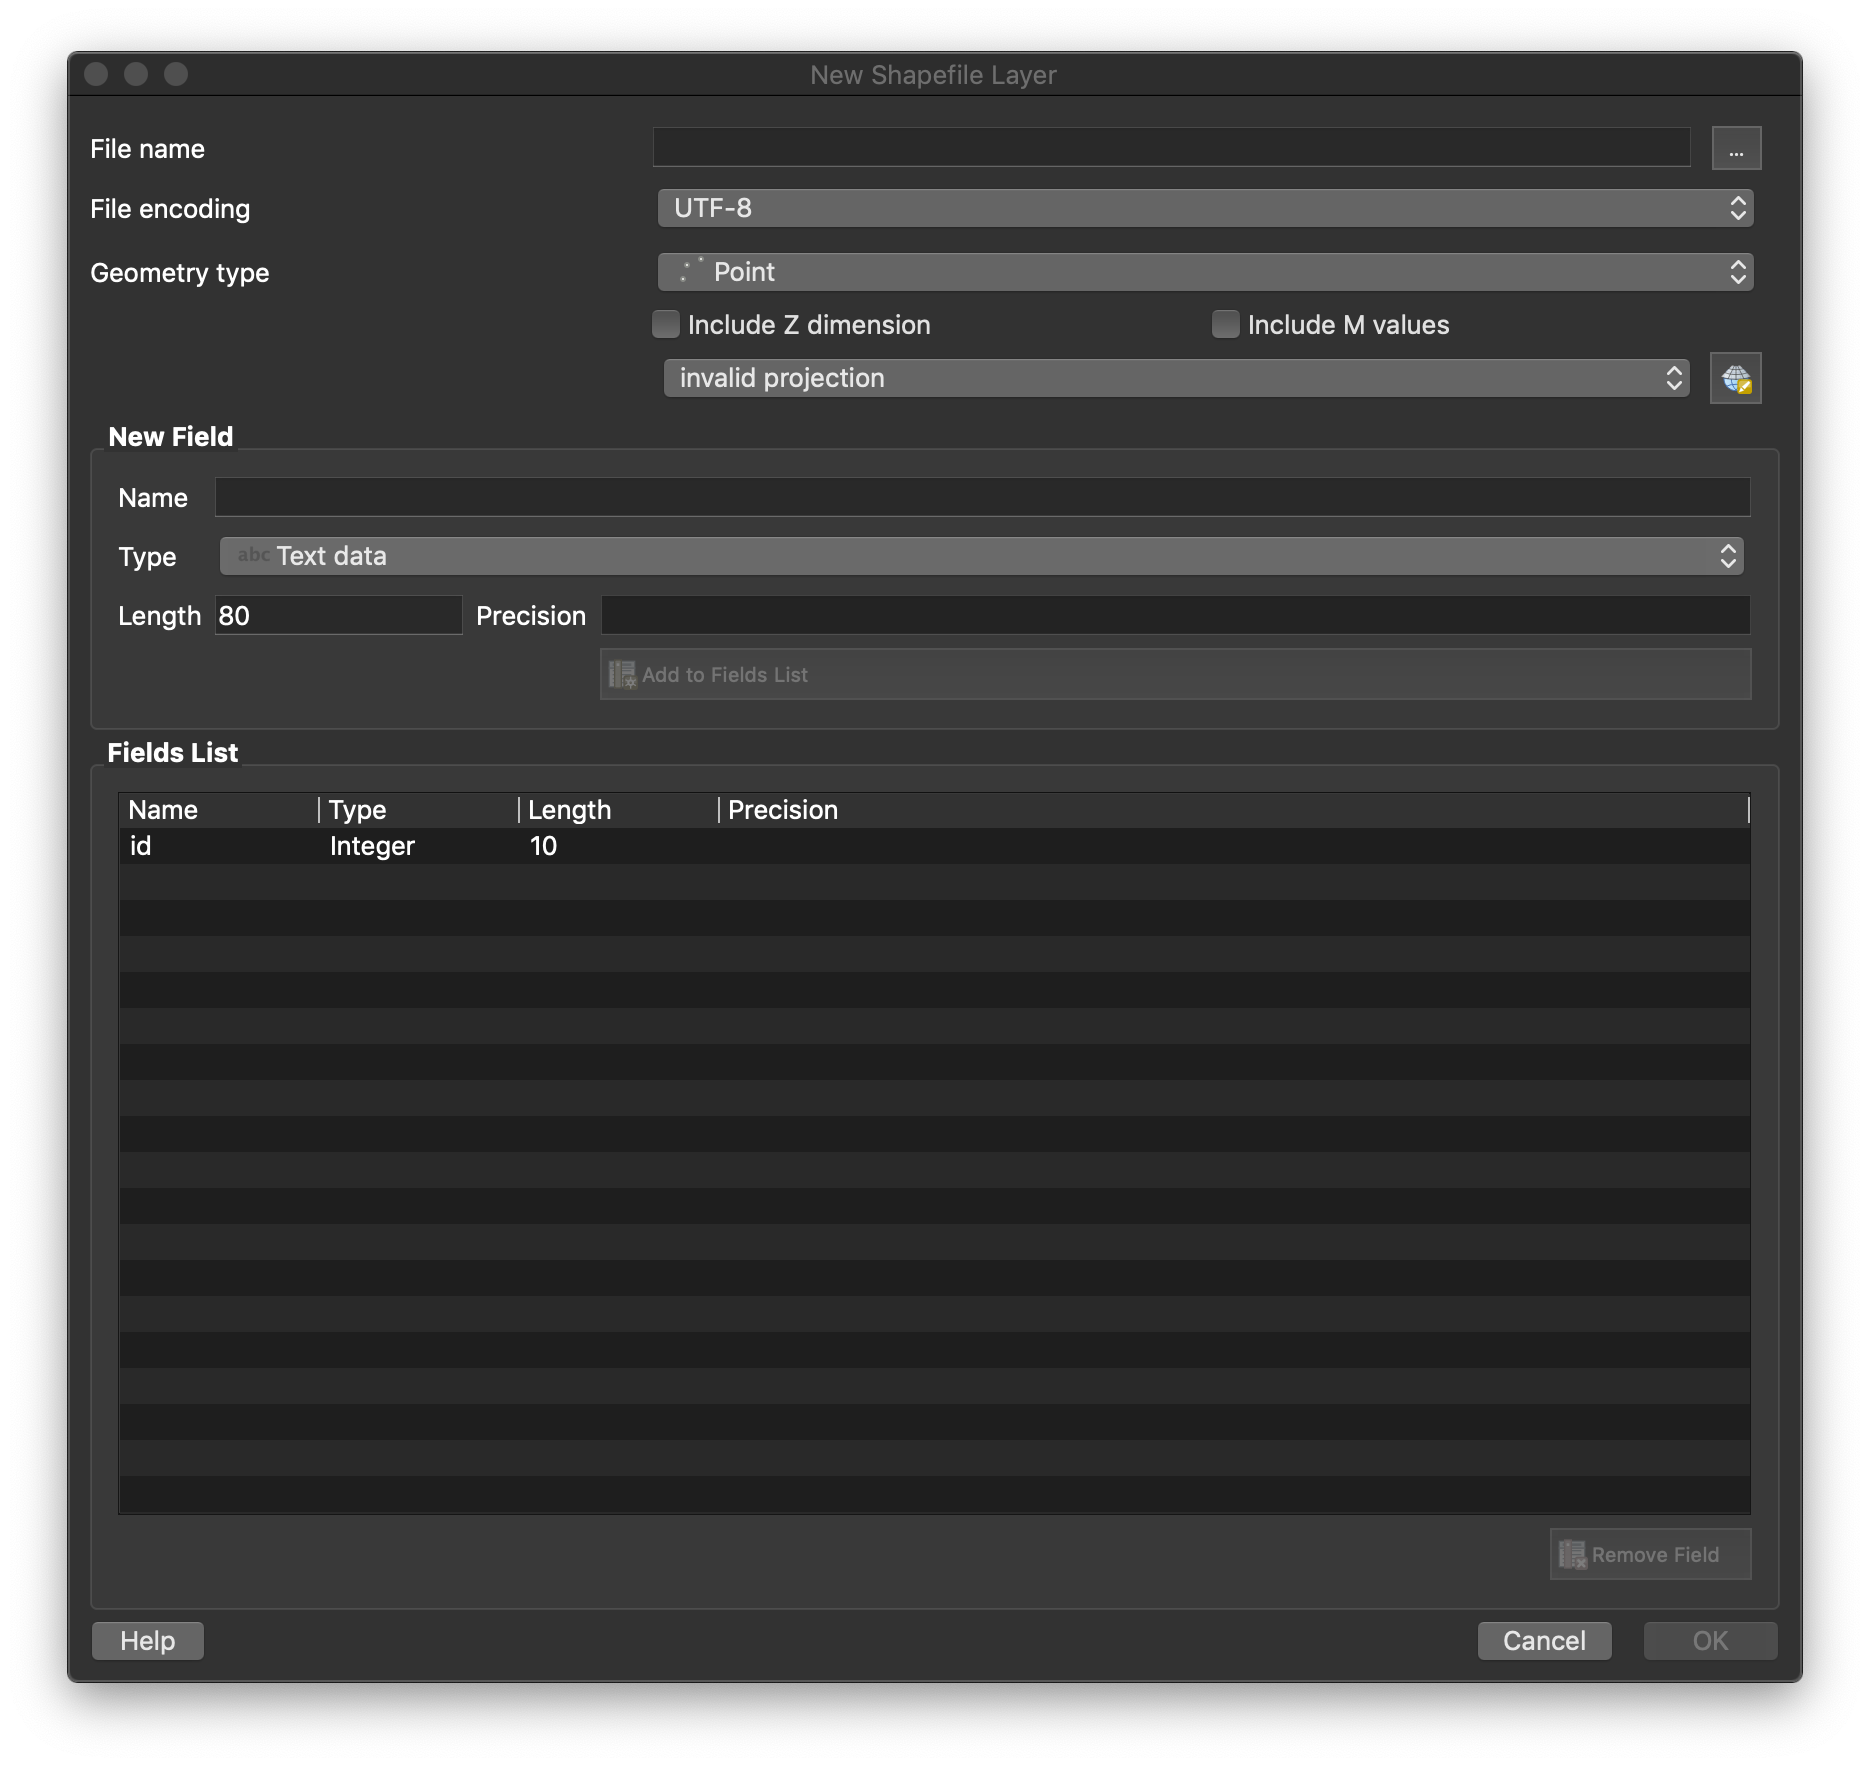 New Shapefile Layer
File name
...
File encoding
UTF-8
Geometry type
Point
Include Z dimension Include M values
invalid projection
New Field
Name
Type
abc Text data
Length 80 Precision
Add to Fields List
Fields List
Name Type Length Precision
id Integer 10
Remove Field
Help Cancel OK